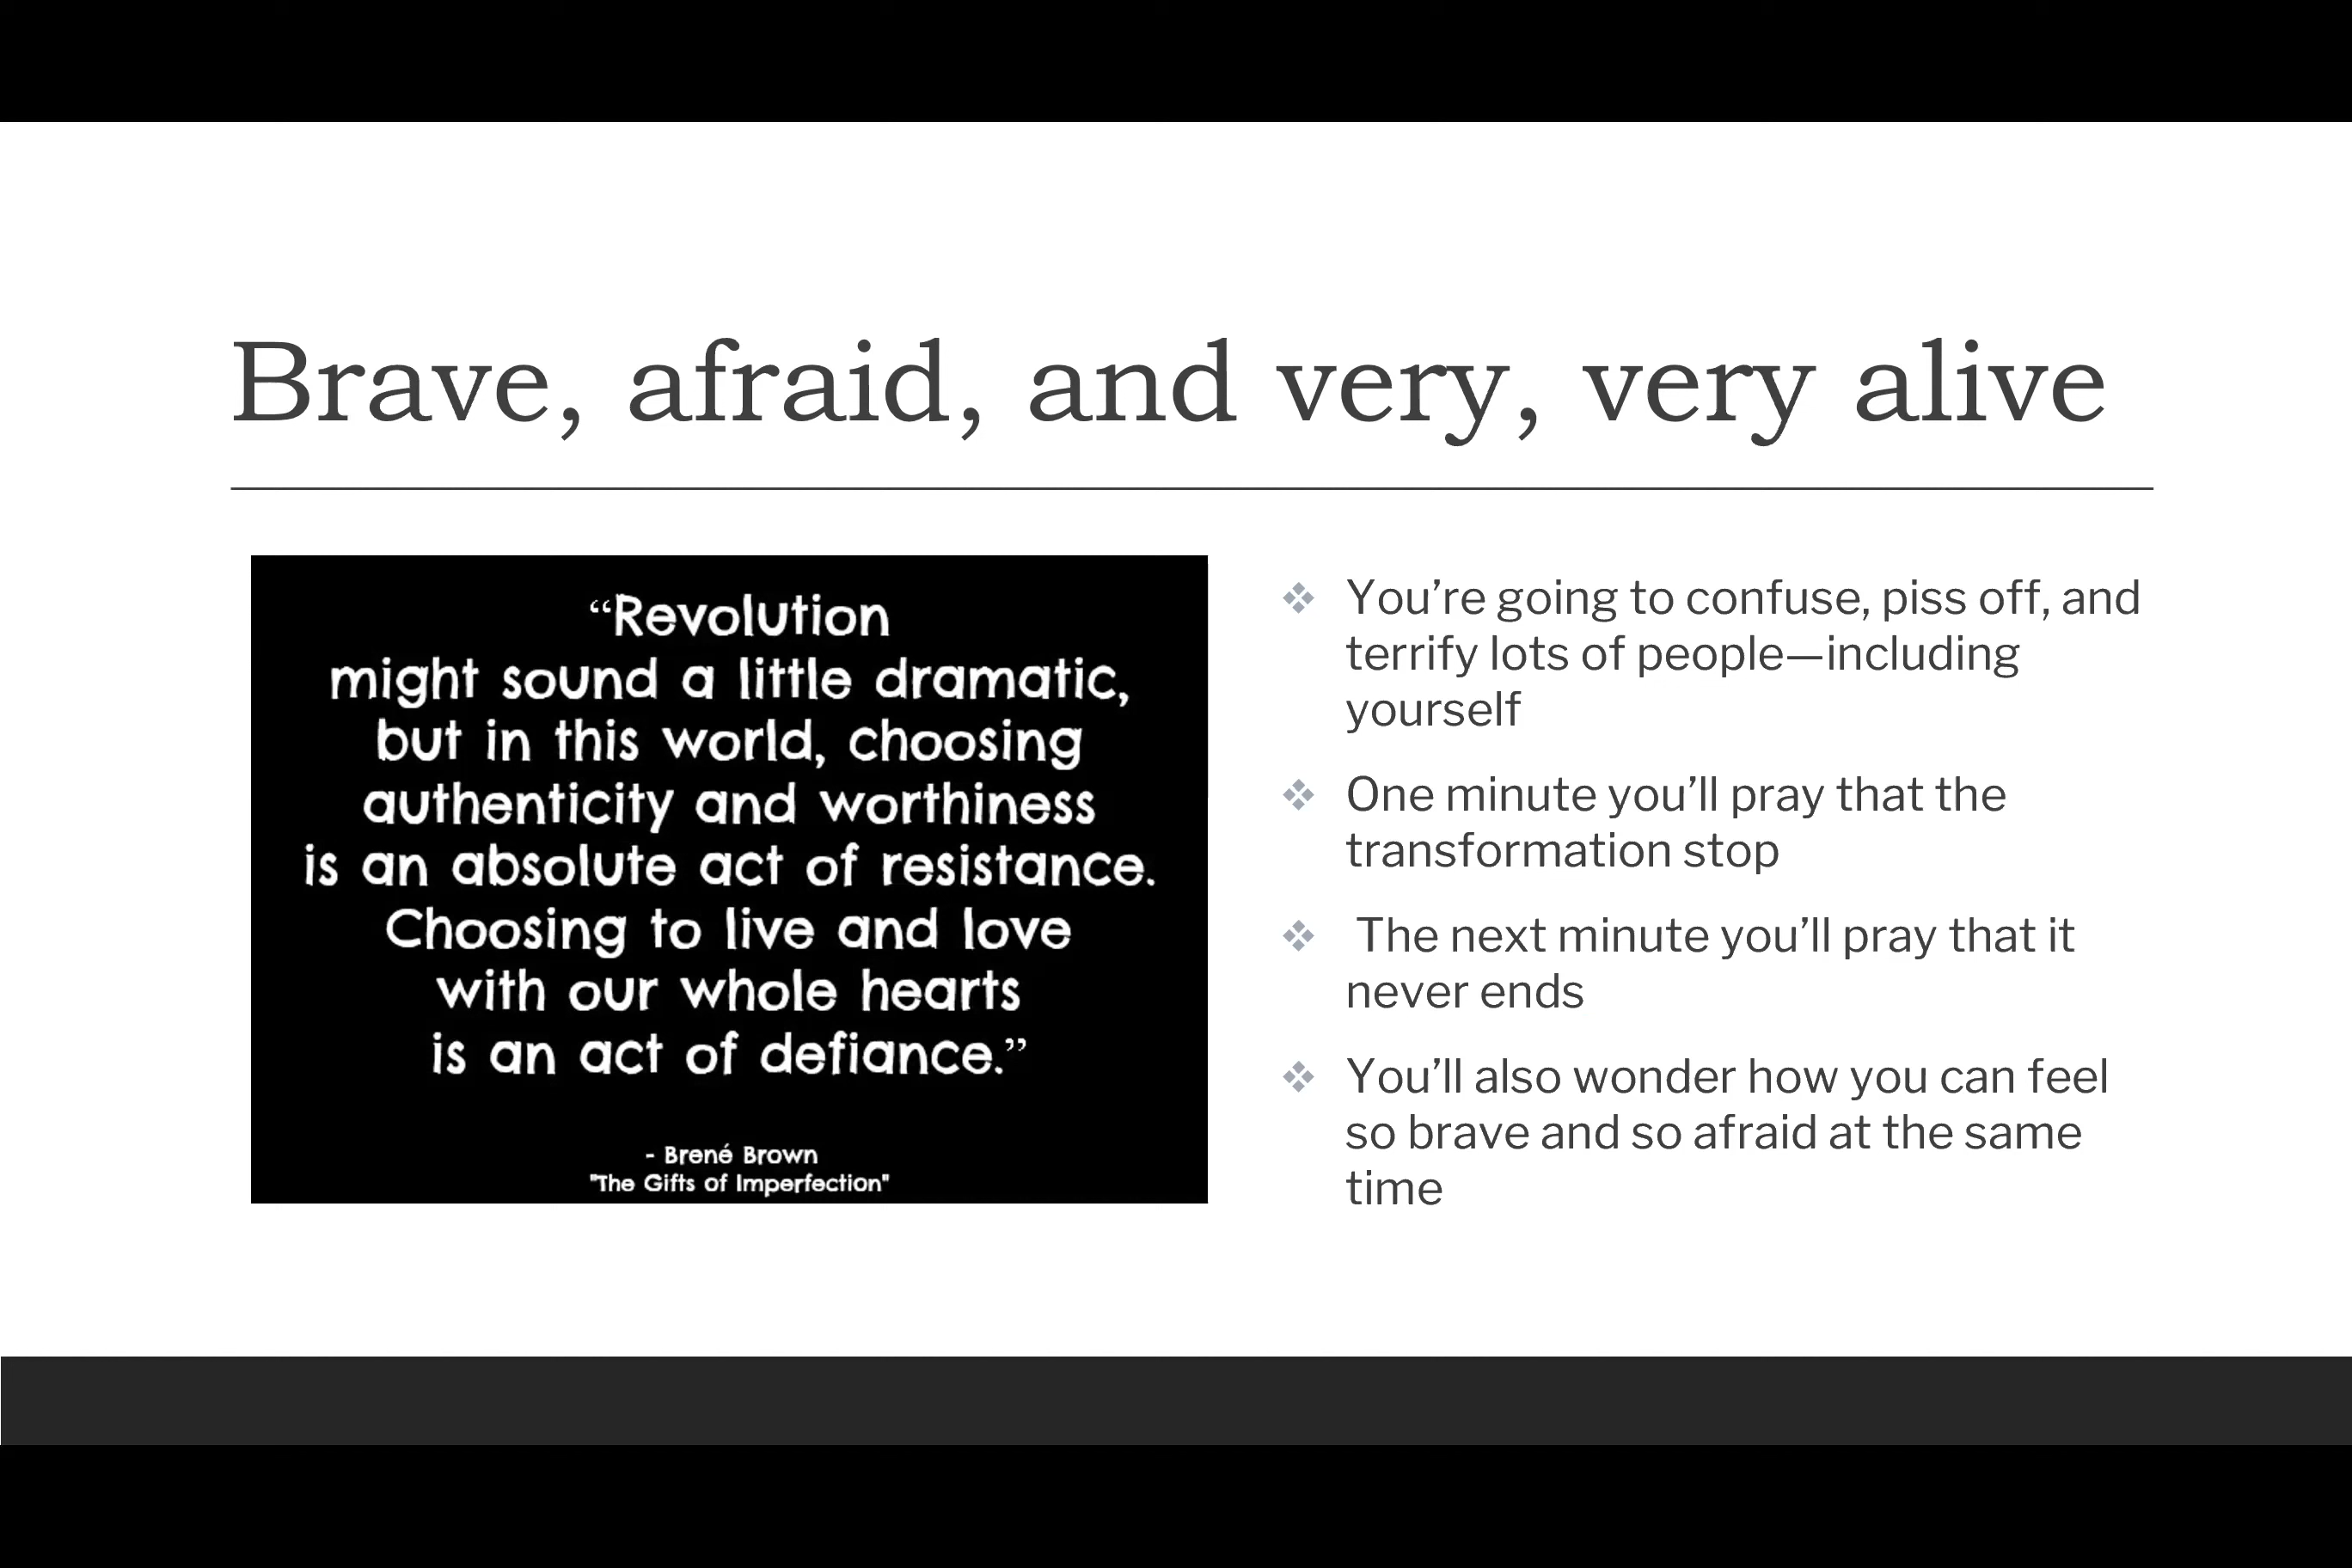 Brave, afraid, and very, very alive
“Revolution
might sound a little dramatic,
but in this world, choosing
authenticity and worthiness
is an absolute act of resistance.
Choosing to live and love
with our whole hearts
is an act of defiance.”
- Brené Brown
"The Gifts of Imperfection"
You’re going to confuse, piss off, and
terrify lots of people—including
yourself
One minute you’ll pray that the
transformation stop
The next minute you’ll pray that it
never ends
You’ll also wonder how you can feel
so brave and so afraid at the same
time